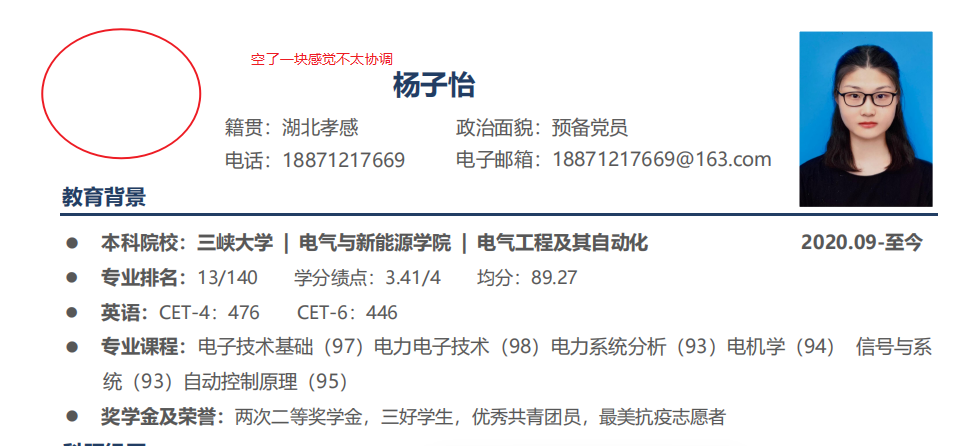 空了一块感觉不太协调
杨子怡
籍贯：湖北孝感 政治面貌：预备党员
电话：18871217669 电子邮箱：18871217669@163.com
教育背景
● 本科院校：三峡大学 | 电气与新能源学院 | 电气工程及其自动化 2020.09-至今
● 专业排名：13/140 学分绩点：3.41/4 均分：89.27
● 英语：CET-4：476 CET-6：446
● 专业课程：电子技术基础（97）电力电子技术（98）电力系统分析（93）电机学（94） 信号与系
统（93）自动控制原理（95）
● 奖学金及荣誉：两次二等奖学金，三好学生，优秀共青团员，最美抗疫志愿者